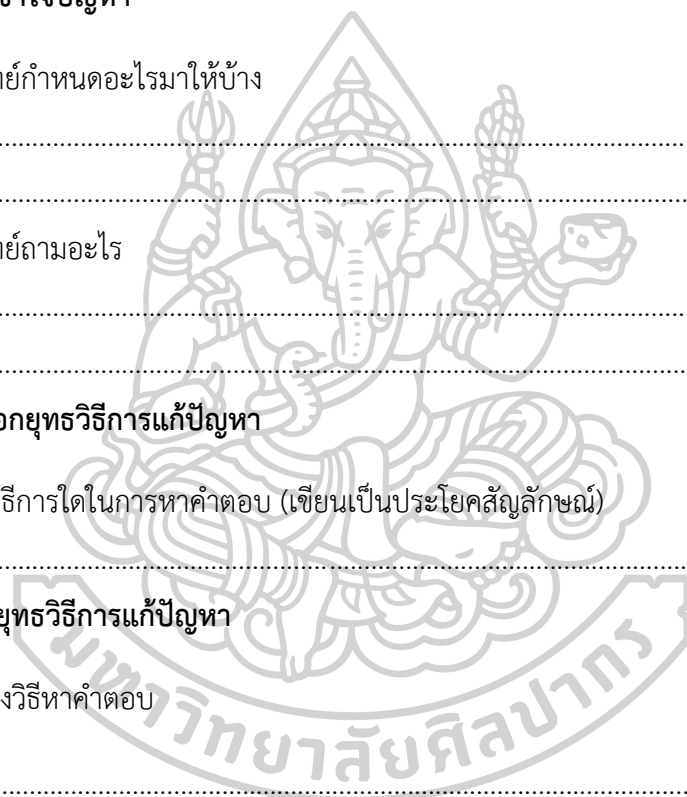 ทย์กำหนดอะไรมาให้บ้าง
................................................................................
................................................................................
ทย์ถามอะไร
................................................................................
................................................................................
อกยุทธวิธีการแก้ปัญหา
ธีการใดในการหาคำตอบ (เขียนเป็นประโยคสัญลักษณ์)
................................................................................
ยุทธวิธีการแก้ปัญหา
งวิธีหาคำตอบ
มหาวิทยาลัยศิลปากร
................................................................................